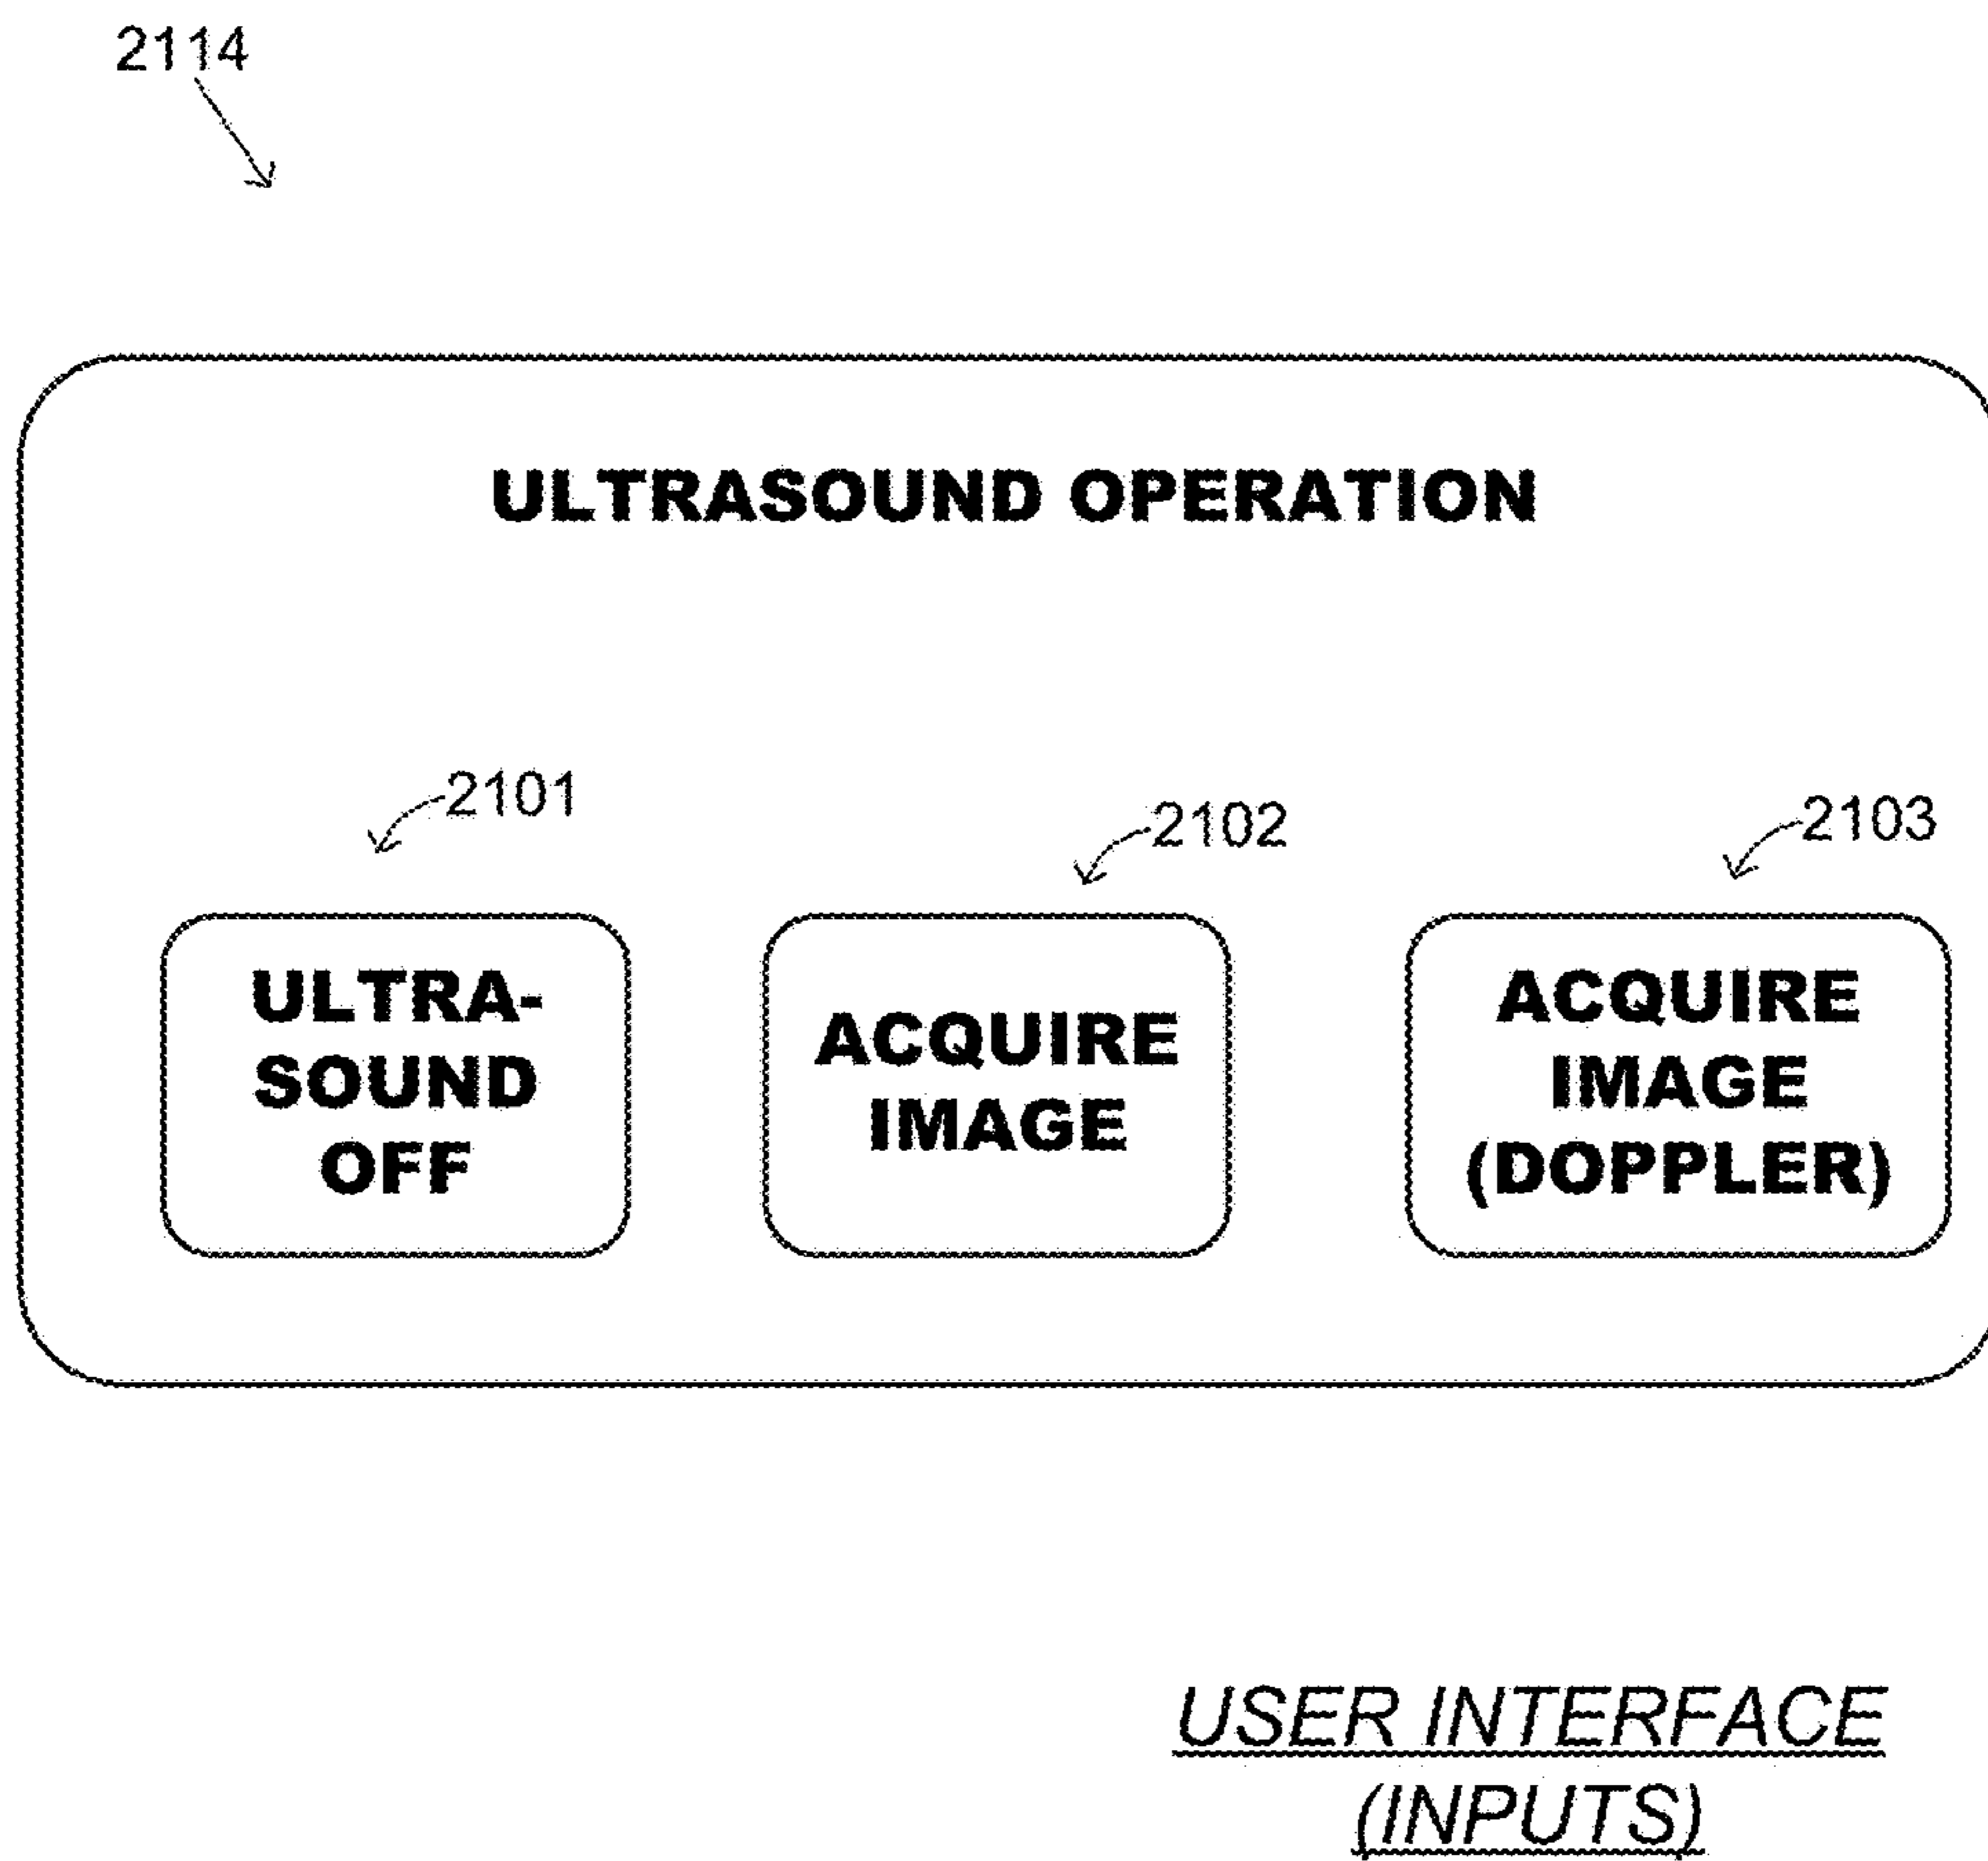 2114
ULTRASOUND OPERATION
2101
2102
2103
ULTRA-
SOUND
OFF
ACQUIRE
IMAGE
ACQUIRE
IMAGE
(DOPPLER)
USER INTERFACE
(INPUTS)